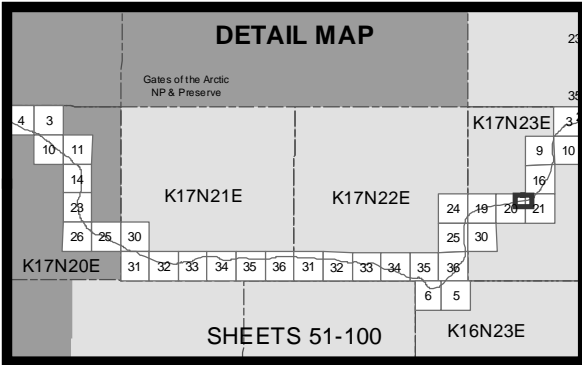 DETAIL MAP
23
Gates of the Arctic
NP & Preserve
35
4 3
K17N23E 3
10 11
9 10
14
16
K17N21E
K17N22E
23
24 19 20 21
26 25 30
25 30
K17N20E
31 32 33 34 35 36 31 32 33 34 35 36
6 5
SHEETS 51-100
K16N23E